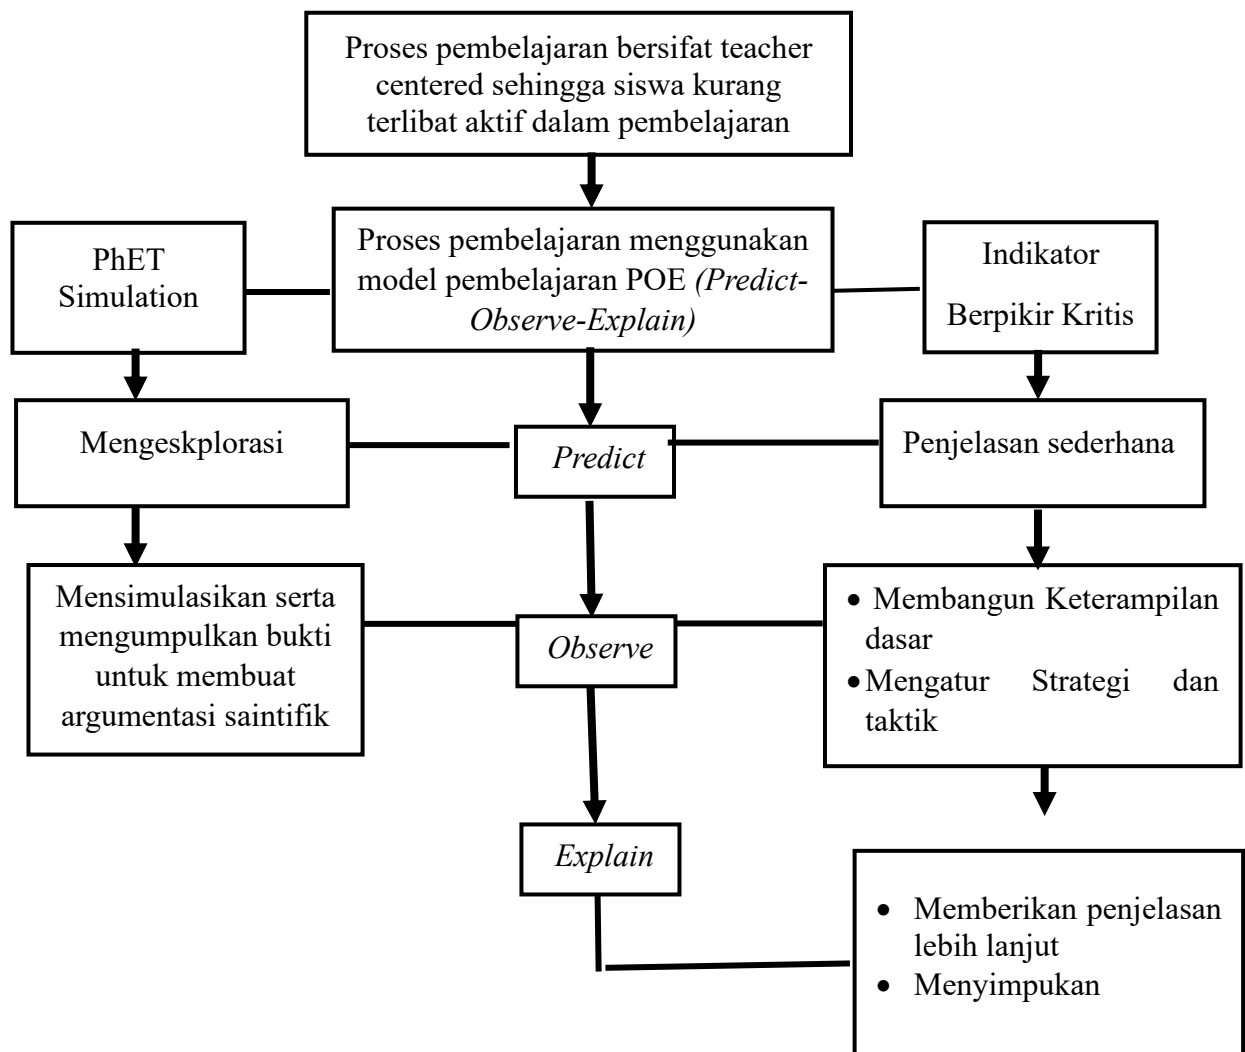 Proses pembelajaran bersifat teacher
centered sehingga siswa kurang
terlibat aktif dalam pembelajaran
PhET
Simulation
Proses pembelajaran menggunakan
model pembelajaran POE (Predict-
Observe-Explain)
Indikator
Berpikir Kritis
Mengeskplorasi
Predict
Penjelasan sederhana
Mensimulasikan serta
mengumpulkan bukti
untuk membuat
argumentasi saintifik
Observe
• Membangun Keterampilan
dasar
• Mengatur Strategi dan
taktik
Explain
• Memberikan penjelasan
lebih lanjut
• Menyimpukan